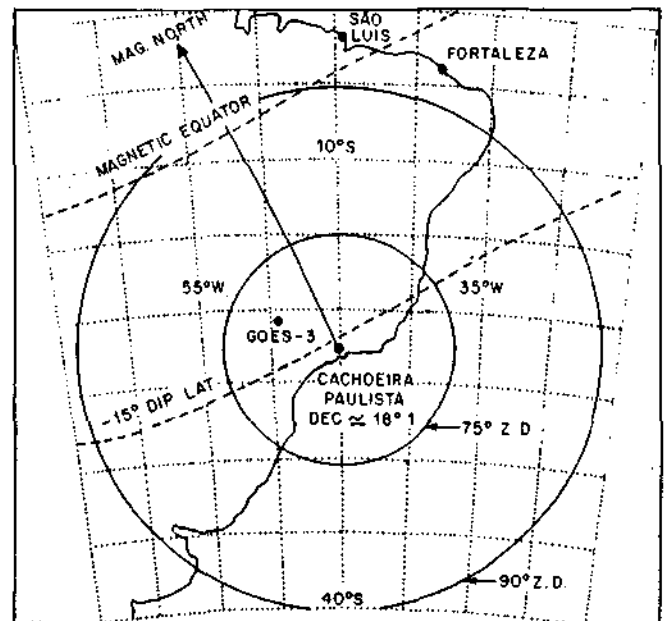 SÃO
LUIS
MAG. NORTH
FORTALEZA
MAGNETIC EQUATOR
10°S
55°W
35°W
GOES-3
CACHOEIRA
PAULISTA
DEC ≃ 18° 1
-15° DIP LAT.
75° Z D
90° Z.D.
40°S